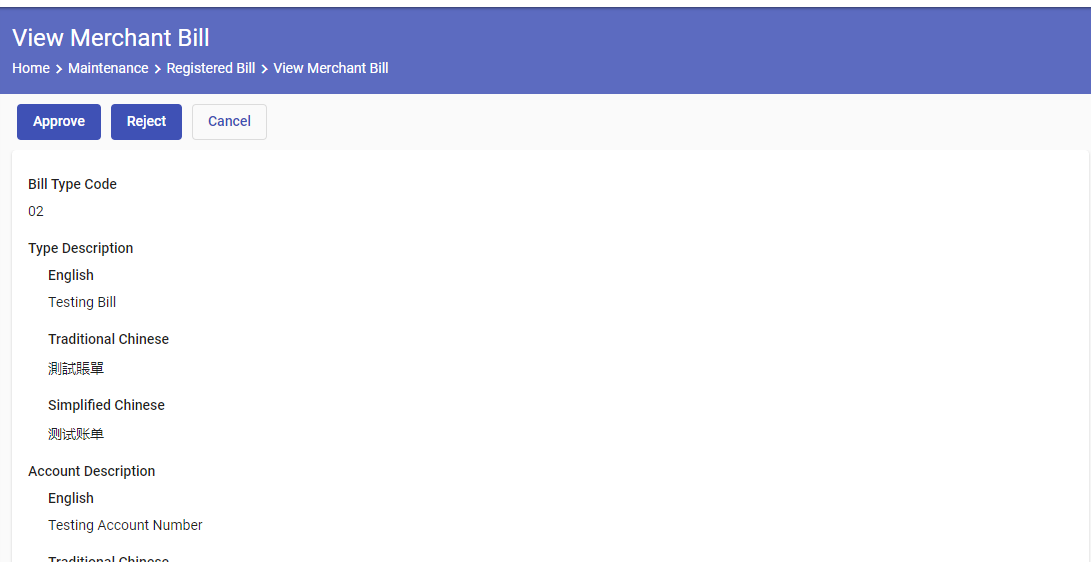 View Merchant Bill
Home > Maintenance > Registered Bill > View Merchant Bill
Approve Reject Cancel
Bill Type Code
02
Type Description
English
Testing Bill
Traditional Chinese
測試賬單
Simplified Chinese
测试账单
Account Description
English
Testing Account Number
Traditional Chinese